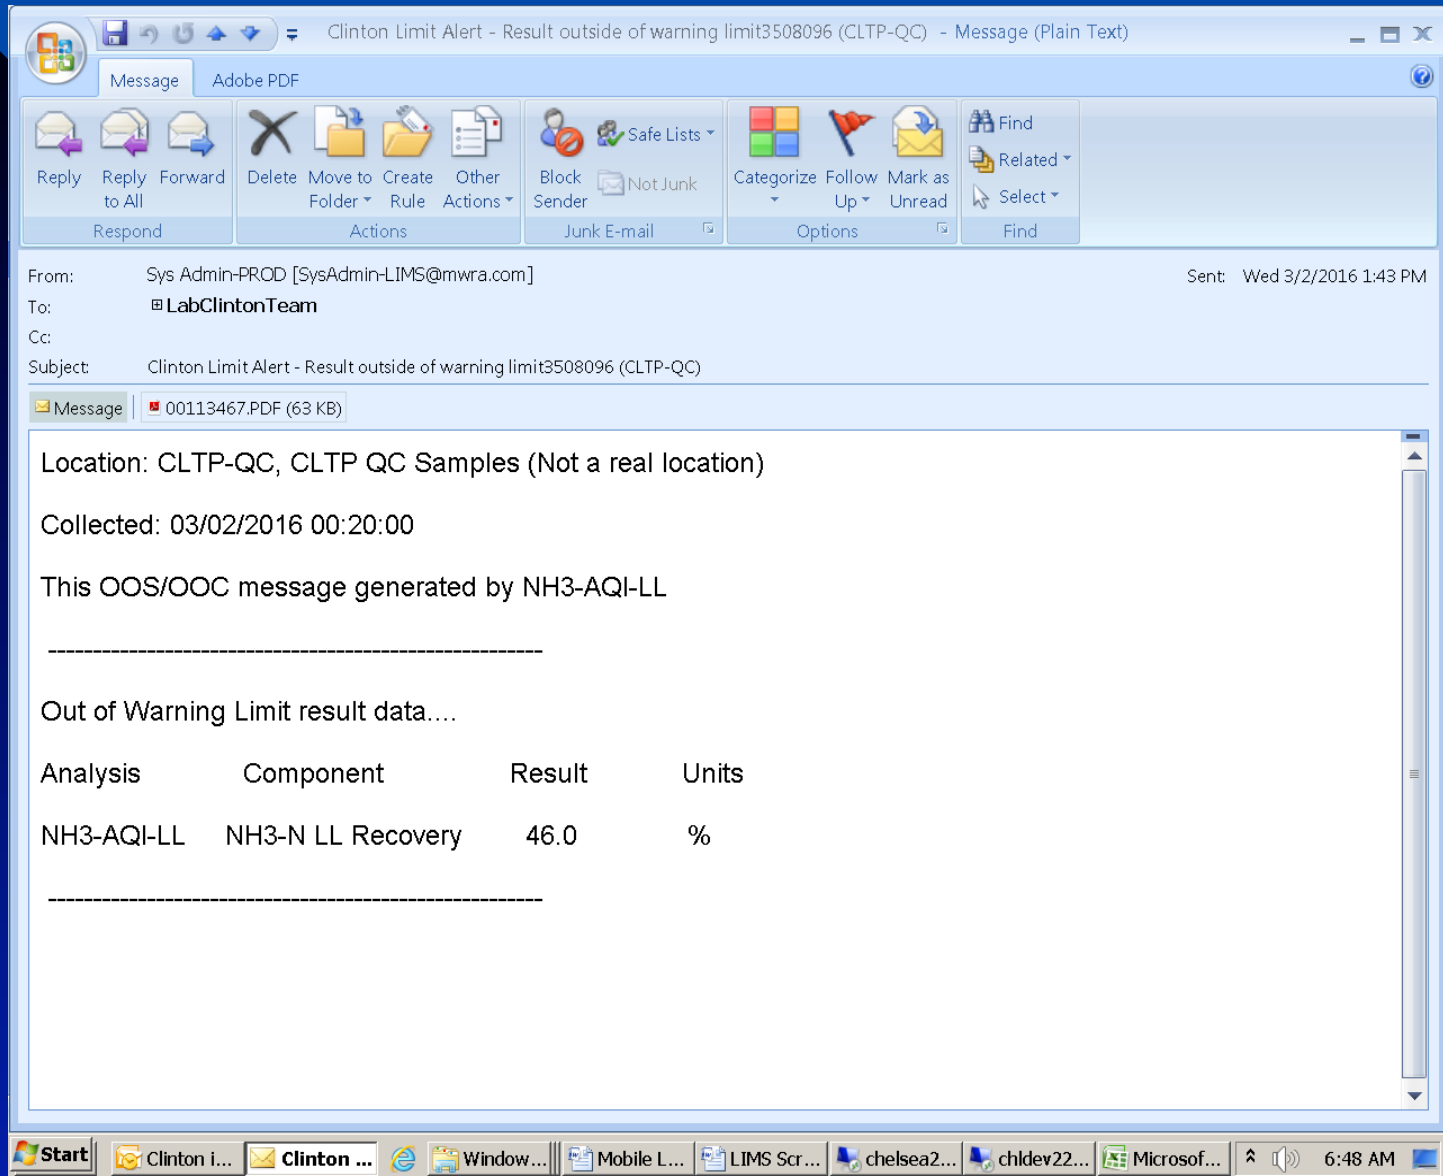 Clinton Limit Alert - Result outside of warning limit3508096 (CLTP-QC) - Message (Plain Text)
Message Adobe PDF
Reply Reply to All Forward Delete Move to Folder Create Rule Other Actions Block Sender Safe Lists Not Junk Categorize Follow Up Mark as Unread Find Related Select
Respond Actions Junk E-mail Options Find
From: Sys Admin-PROD [SysAdmin-LIMS@mwra.com] Sent: Wed 3/2/2016 1:43 PM
To: LabClintonTeam
Cc:
Subject: Clinton Limit Alert - Result outside of warning limit3508096 (CLTP-QC)
Message 00113467.PDF (63 KB)
Location: CLTP-QC, CLTP QC Samples (Not a real location)
Collected: 03/02/2016 00:20:00
This OOS/OOC message generated by NH3-AQI-LL
-------------------------------------------------------
Out of Warning Limit result data....
Analysis Component Result Units
NH3-AQI-LL NH3-N LL Recovery 46.0 %
-------------------------------------------------------
Start Clinton i... Clinton ... Window... Mobile L... LIMS Scr... chelsea2... chldev22... Microsof... 6:48 AM